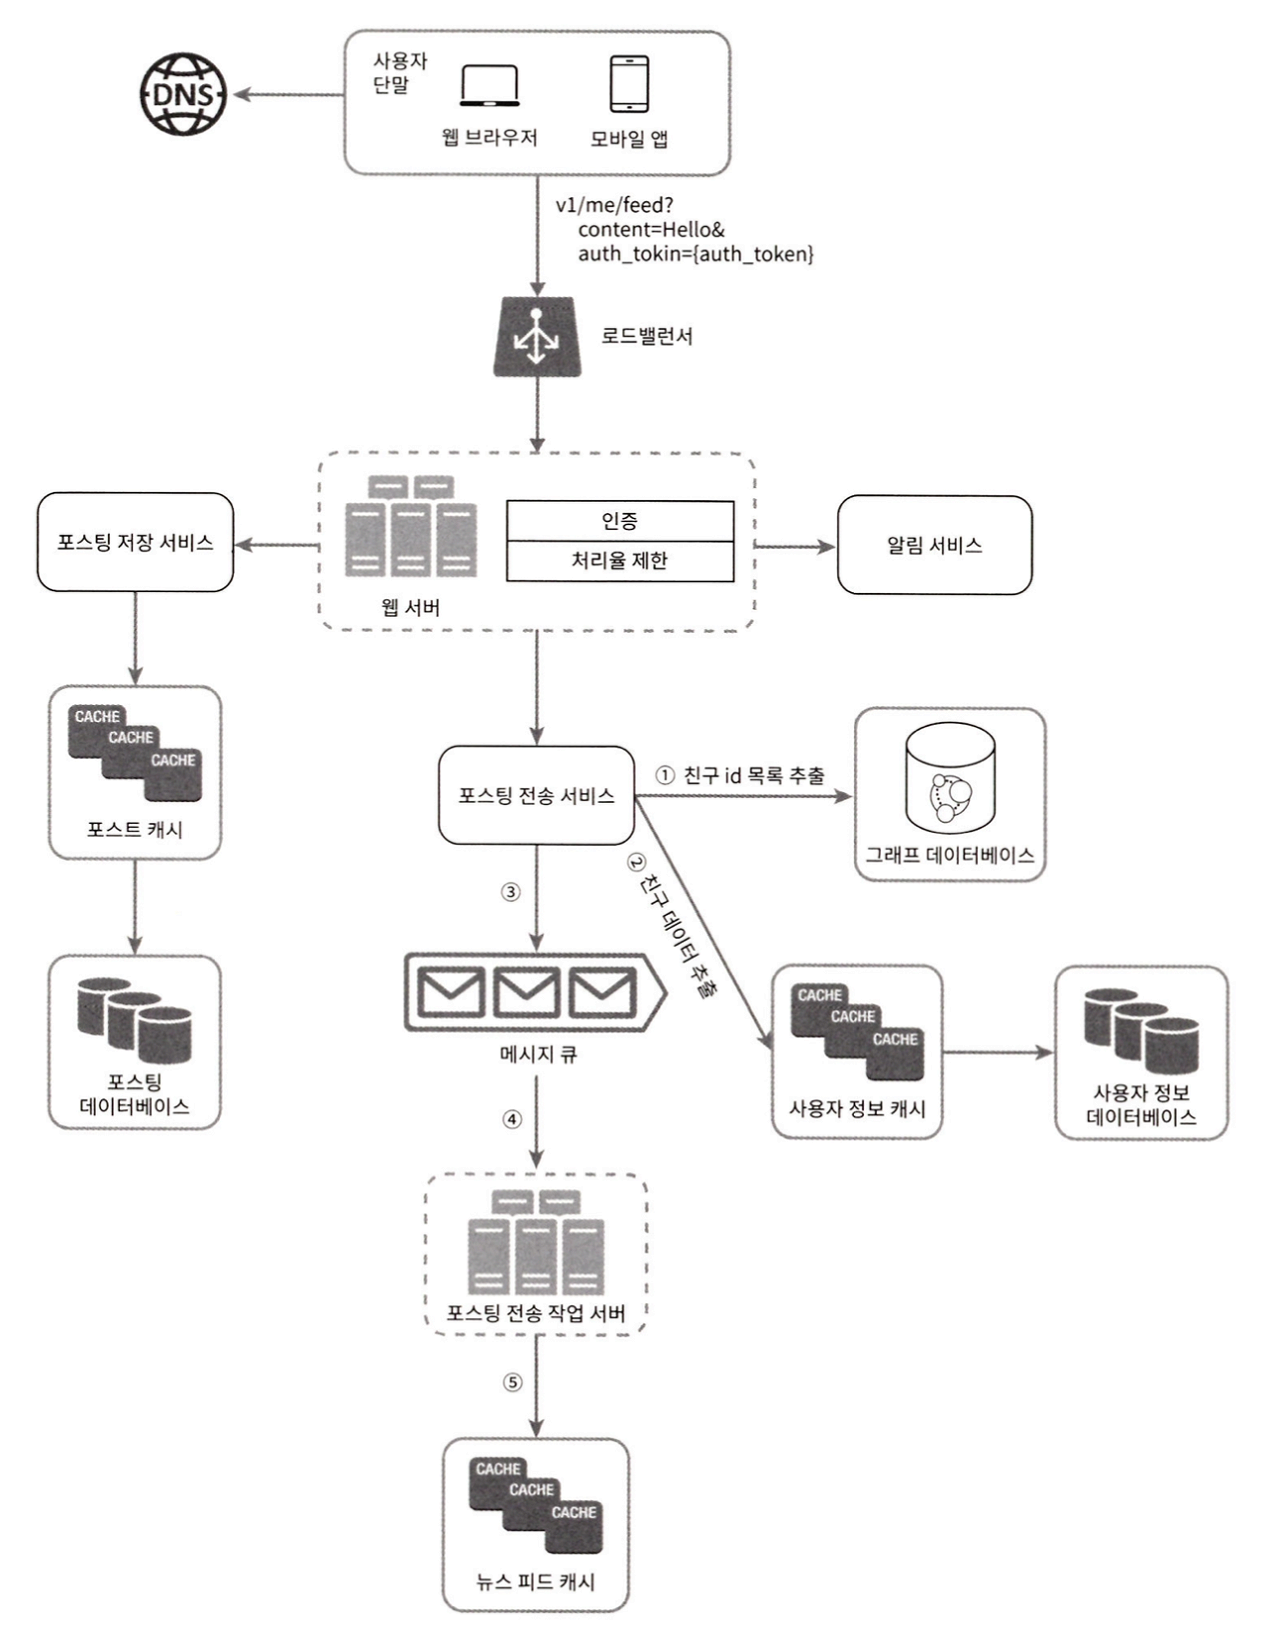 사용자
단말
DNS
웹 브라우저
모바일 앱
v1/me/feed?
content=Hello&
auth_tokin={auth_token}
로드밸런서
포스팅 저장 서비스
인증
처리율 제한
웹 서버
알림 서비스
CACHE
CACHE
CACHE
포스트 캐시
포스팅 전송 서비스
① 친구 id 목록 추출
그래프 데이터베이스
② 친구 데이터 추출
③
포스팅
데이터베이스
메시지 큐
CACHE
CACHE
CACHE
사용자 정보 캐시
사용자 정보
데이터베이스
④
포스팅 전송 작업 서버
⑤
CACHE
CACHE
CACHE
뉴스 피드 캐시